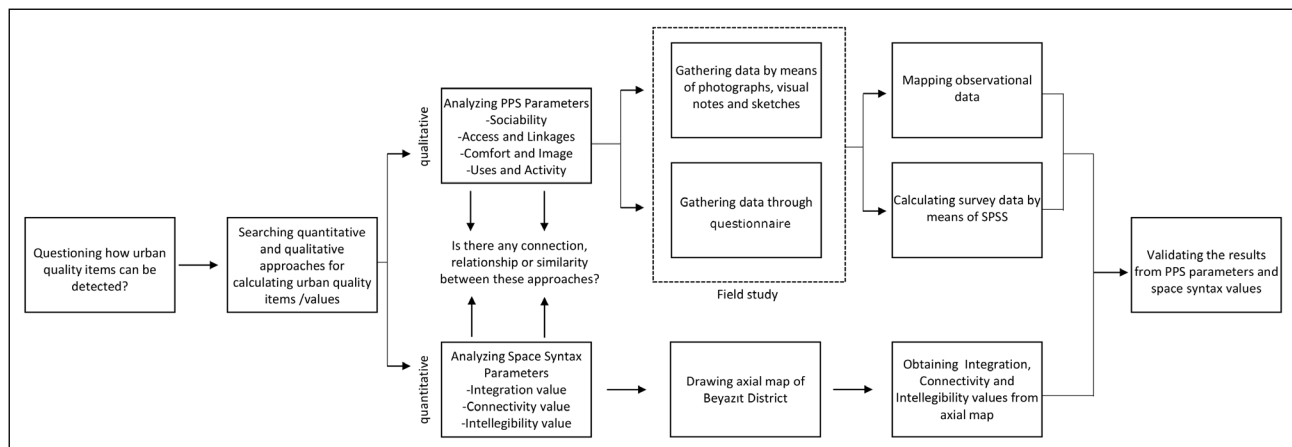 Questioning how urban
quality items can be
detected?
Searching quantitative
and qualitative
approaches for
calculating urban quality
items /values
qualitative
Analyzing PPS Parameters
-Sociability
-Access and Linkages
-Comfort and Image
-Uses and Activity
Is there any connection,
relationship or similarity
between these approaches?
quantitative
Analyzing Space Syntax
Parameters
-Integration value
-Connectivity value
-Intellegibility value
Gathering data by means
of photographs, visual
notes and sketches
Gathering data through
questionnaire
Field study
Drawing axial map of
Beyazıt District
Mapping observational
data
Calculating survey data by
means of SPSS
Obtaining Integration,
Connectivity and
Intellegibility values from
axial map
Validating the results
from PPS parameters and
space syntax values